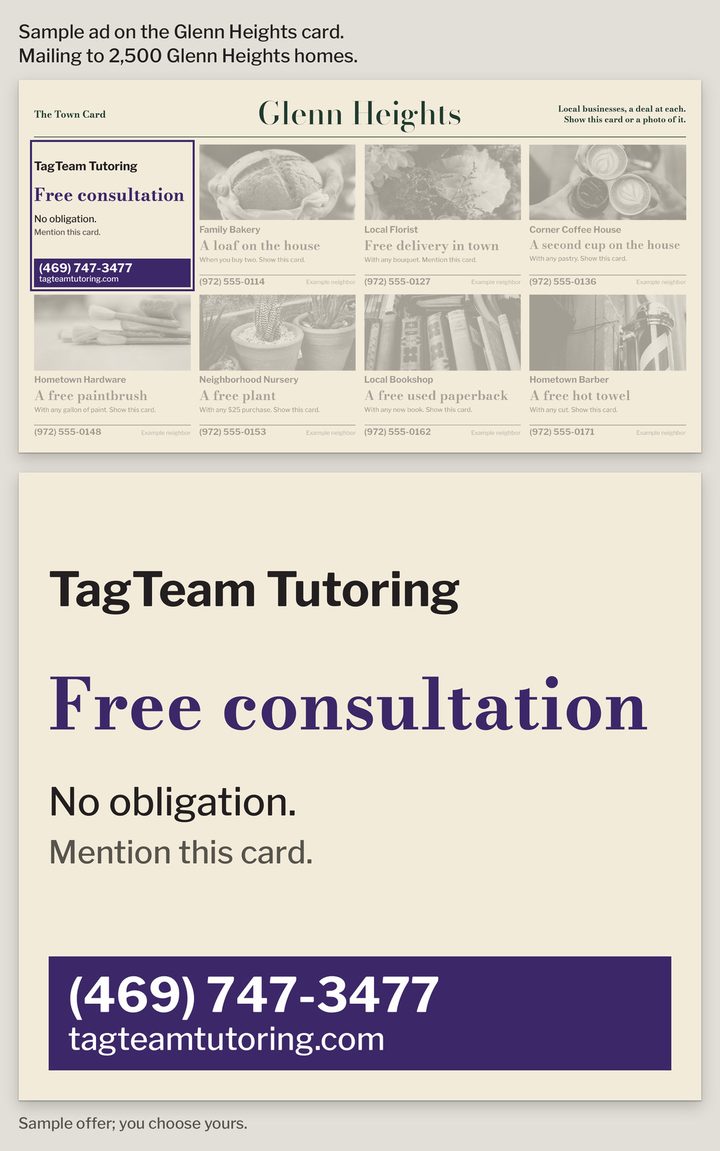 Sample ad on the Glenn Heights card.
Mailing to 2,500 Glenn Heights homes.
The Town Card
Glenn Heights
Local businesses, a deal at each.
Show this card or a photo of it.
TagTeam Tutoring
Free consultation
No obligation.
Mention this card.
(469) 747-3477
tagteamtutoring.com
Family Bakery
A loaf on the house
When you buy two. Show this card.
(972) 555-0114
Example neighbor
Local Florist
Free delivery in town
With any bouquet. Mention this card.
(972) 555-0127
Example neighbor
Corner Coffee House
A second cup on the house
With any pastry. Show this card.
(972) 555-0136
Example neighbor
Hometown Hardware
A free paintbrush
With any gallon of paint. Show this card.
(972) 555-0148
Example neighbor
Neighborhood Nursery
A free plant
With any $25 purchase. Show this card.
(972) 555-0153
Example neighbor
Local Bookshop
A free used paperback
With any new book. Show this card.
(972) 555-0162
Example neighbor
Hometown Barber
A free hot towel
With any cut. Show this card.
(972) 555-0171
Example neighbor
TagTeam Tutoring
Free consultation
No obligation.
Mention this card.
(469) 747-3477
tagteamtutoring.com
Sample offer; you choose yours.